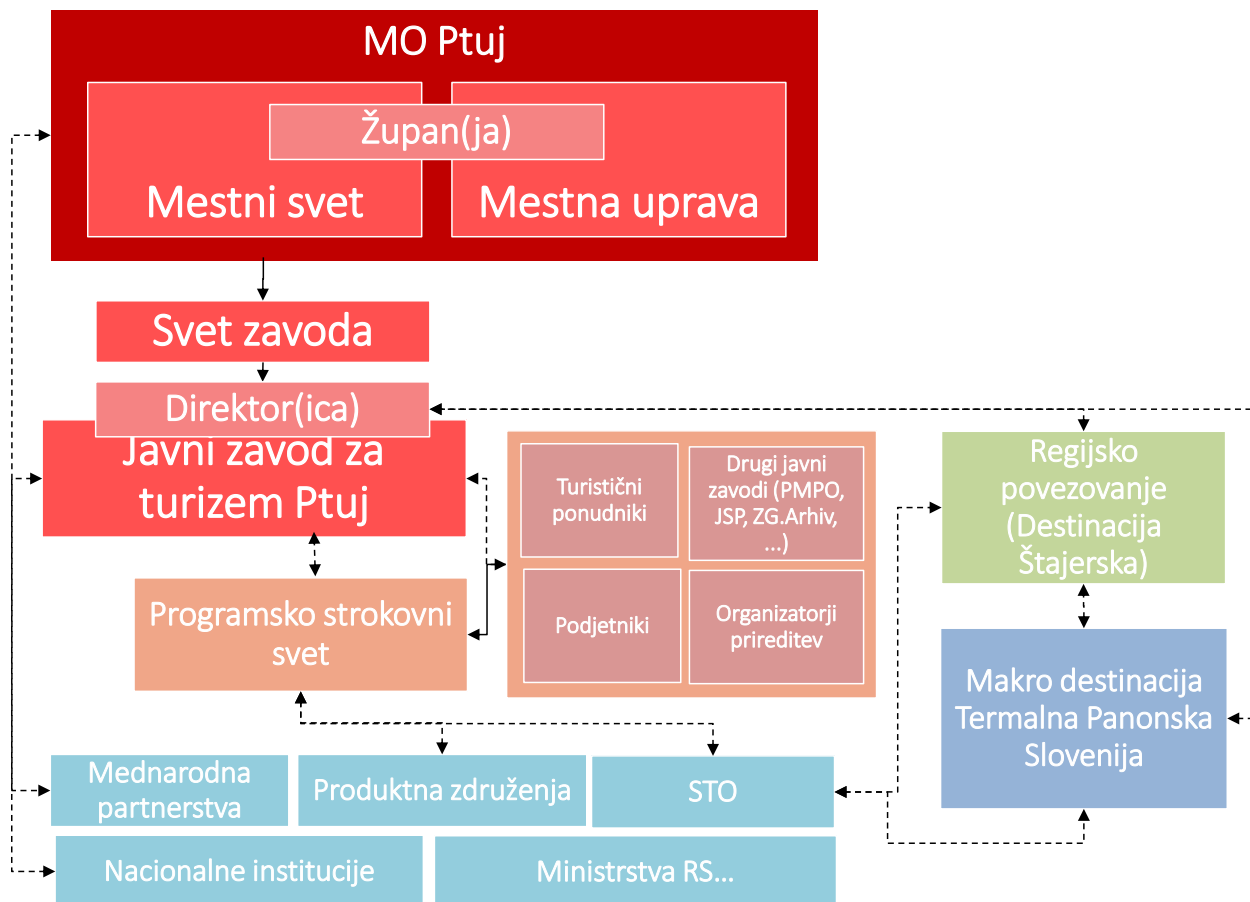 MO Ptuj
Župan(ja)
Mestni svet
Mestna uprava
Svet zavoda
Direktor(ica)
Javni zavod za
turizem Ptuj
Turistični
ponudniki
Drugi javni
zavodi (PMPO,
JSP, ZG.Arhiv,
...)
Podjetniki
Organizatorji
prireditev
Regijsko
povezovanje
(Destinacija
Štajerska)
Programsko strokovni
svet
Makro destinacija
Termalna Panonska
Slovenija
Mednarodna
partnerstva
Produktna združenja
STO
Nacionalne institucije
Ministrstva RS...